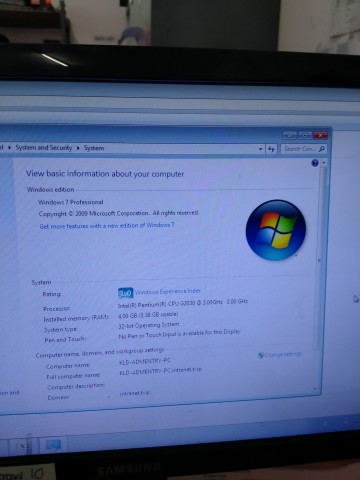 System and Security ▸ System
Search Con...
View basic information about your computer
Windows edition
Windows 7 Professional
Copyright © 2009 Microsoft Corporation. All rights reserved.
Get more features with a new edition of Windows 7
System
Rating: Windows Experience Index
Processor: Intel(R) Pentium(R) CPU G2030 @ 3.00GHz 3.00 GHz
Installed memory (RAM): 4.00 GB
System type: 32-bit Operating System
Pen and Touch: No Pen or Touch Input is available for this Display
Computer name, domain, and workgroup settings
Computer name: KLD-ADMENTRY-PC
Change settings
Full computer name:
Computer description:
Domain:
SAMSUNG
10